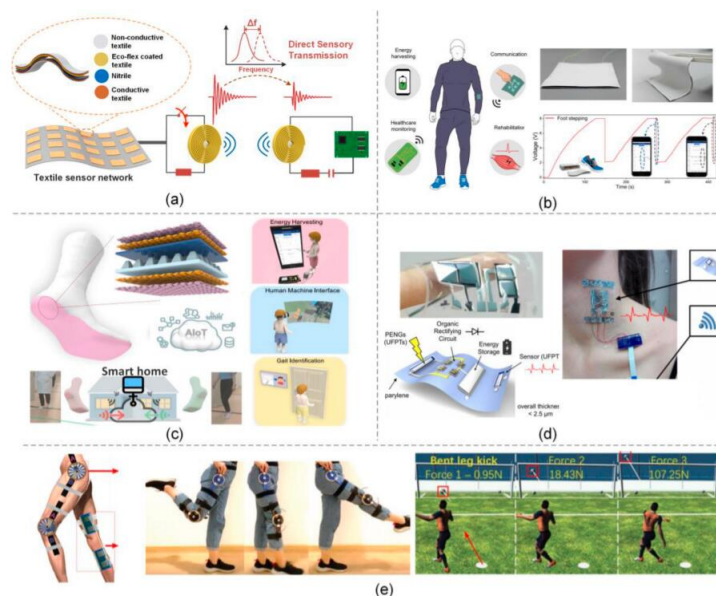 Non-conductive
textile
Eco-flex coated
textile
Nitrile
Conductive
textile
Textile sensor network
Δf
Frequency
Direct Sensory
Transmission
(a)
Energy
harvesting
Communication
Healthcare
monitoring
Rehabilitation
Foot stepping
Voltage (V)
Time (s)
(b)
AIoT
Smart home
Energy Harvesting
Human Machine Interface
Gait Identification
(c)
PENGs
(UFPTs)
Organic
Rectifying
Circuit
Energy
Storage
Sensor (UFPT
parylene
overall thickne
< 2.5 μm
(d)
Bent leg kick
Force 1 – 0.95N
Force 2
18.43N
Force 3
107.25N
(e)